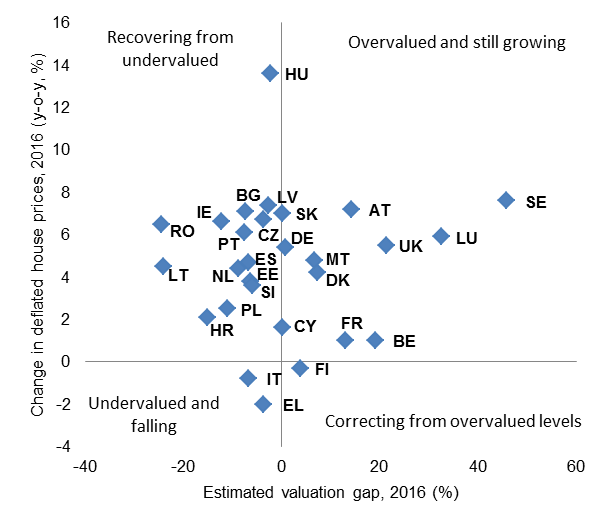 16
14
12
10
8
6
4
2
0
-2
-4
Change in deflated house prices, 2016 (y-o-y, %)
Recovering from
undervalued
Overvalued and still growing
HU
SE
BG
LV
IE
SK
AT
RO
PT
CZ
DE
LU
UK
ES
MT
LT
NL
EE
DK
SI
PL
HR
CY
FR
BE
IT
FI
EL
Undervalued and
falling
Correcting from overvalued levels
-40
-20
0
20
40
60
Estimated valuation gap, 2016 (%)